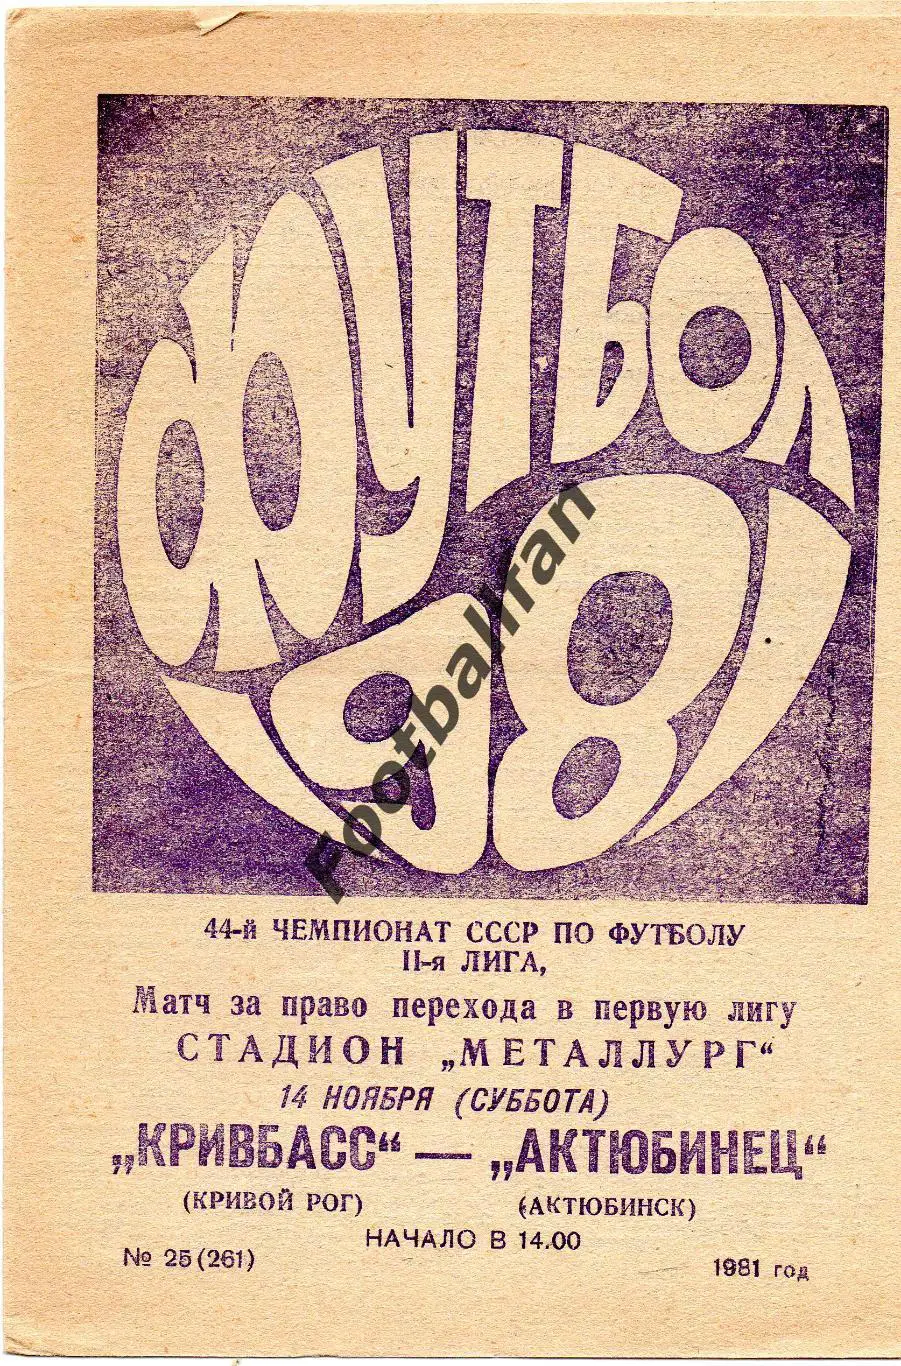 ФУТБОЛ
1981
Footballfan
44-й ЧЕМПИОНАТ СССР ПО ФУТБОЛУ
II-я ЛИГА,
Матч за право перехода в первую лигу
СТАДИОН „МЕТАЛЛУРГ“
14 НОЯБРЯ (СУББОТА)
„КРИВБАСС“ — „АКТЮБИНЕЦ“
(КРИВОЙ РОГ) (АКТЮБИНСК)
НАЧАЛО В 14.00
№ 25 (261) 1981 год